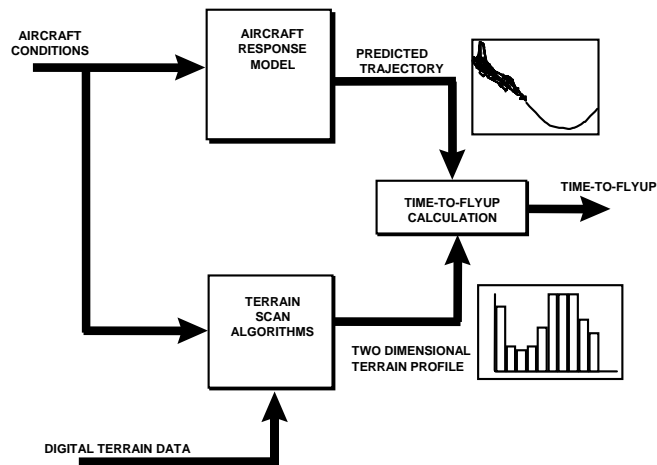 AIRCRAFT
CONDITIONS
AIRCRAFT
RESPONSE
MODEL
PREDICTED
TRAJECTORY
TIME-TO-FLYUP
CALCULATION
TIME-TO-FLYUP
TERRAIN
SCAN
ALGORITHMS
TWO DIMENSIONAL
TERRAIN PROFILE
DIGITAL TERRAIN DATA